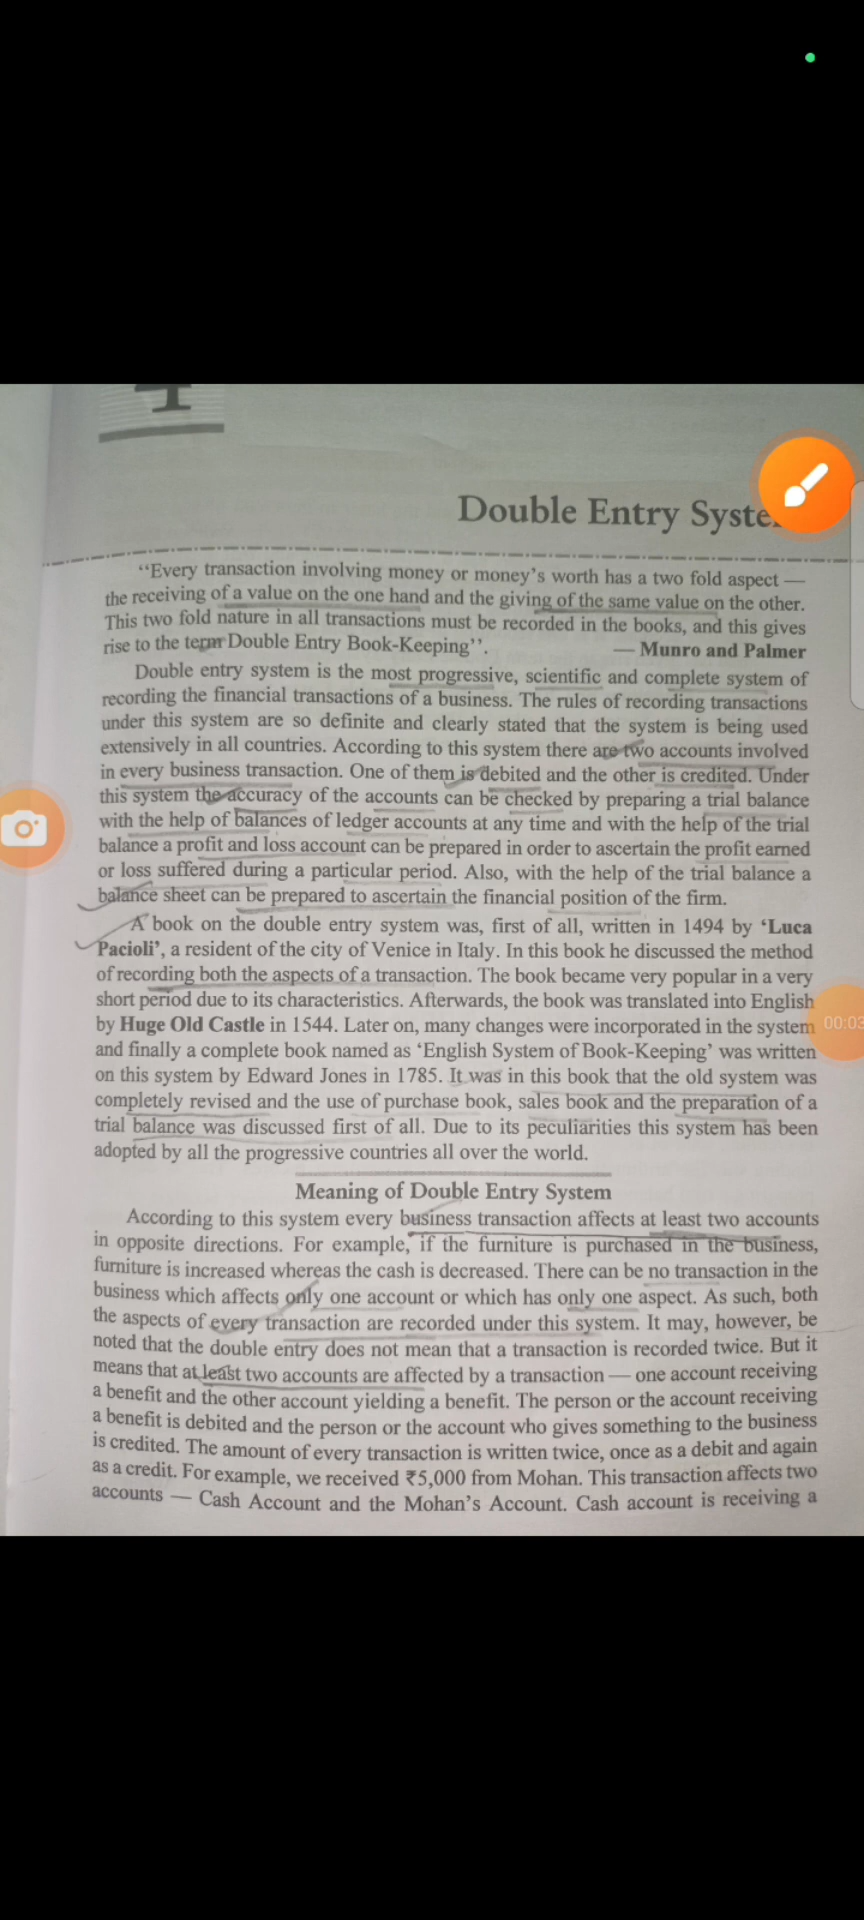 Double Entry Syste
“Every transaction involving money or money’s worth has a two fold aspect —
the receiving of a value on the one hand and the giving of the same value on the other.
This two fold nature in all transactions must be recorded in the books, and this gives
rise to the term Double Entry Book-Keeping”. — Munro and Palmer
Double entry system is the most progressive, scientific and complete system of
recording the financial transactions of a business. The rules of recording transactions
under this system are so definite and clearly stated that the system is being used
extensively in all countries. According to this system there are two accounts involved
in every business transaction. One of them is debited and the other is credited. Under
this system the accuracy of the accounts can be checked by preparing a trial balance
with the help of balances of ledger accounts at any time and with the help of the trial
balance a profit and loss account can be prepared in order to ascertain the profit earned
or loss suffered during a particular period. Also, with the help of the trial balance a
balance sheet can be prepared to ascertain the financial position of the firm.
A book on the double entry system was, first of all, written in 1494 by ‘Luca
Pacioli’, a resident of the city of Venice in Italy. In this book he discussed the method
of recording both the aspects of a transaction. The book became very popular in a very
short period due to its characteristics. Afterwards, the book was translated into English
by Huge Old Castle in 1544. Later on, many changes were incorporated in the system
00:03
and finally a complete book named as ‘English System of Book-Keeping’ was written
on this system by Edward Jones in 1785. It was in this book that the old system was
completely revised and the use of purchase book, sales book and the preparation of a
trial balance was discussed first of all. Due to its peculiarities this system has been
adopted by all the progressive countries all over the world.
Meaning of Double Entry System
According to this system every business transaction affects at least two accounts
in opposite directions. For example, if the furniture is purchased in the business,
furniture is increased whereas the cash is decreased. There can be no transaction in the
business which affects only one account or which has only one aspect. As such, both
the aspects of every transaction are recorded under this system. It may, however, be
noted that the double entry does not mean that a transaction is recorded twice. But it
means that at least two accounts are affected by a transaction — one account receiving
a benefit and the other account yielding a benefit. The person or the account receiving
a benefit is debited and the person or the account who gives something to the business
is credited. The amount of every transaction is written twice, once as a debit and again
as a credit. For example, we received ₹5,000 from Mohan. This transaction affects two
accounts — Cash Account and the Mohan’s Account. Cash account is receiving a